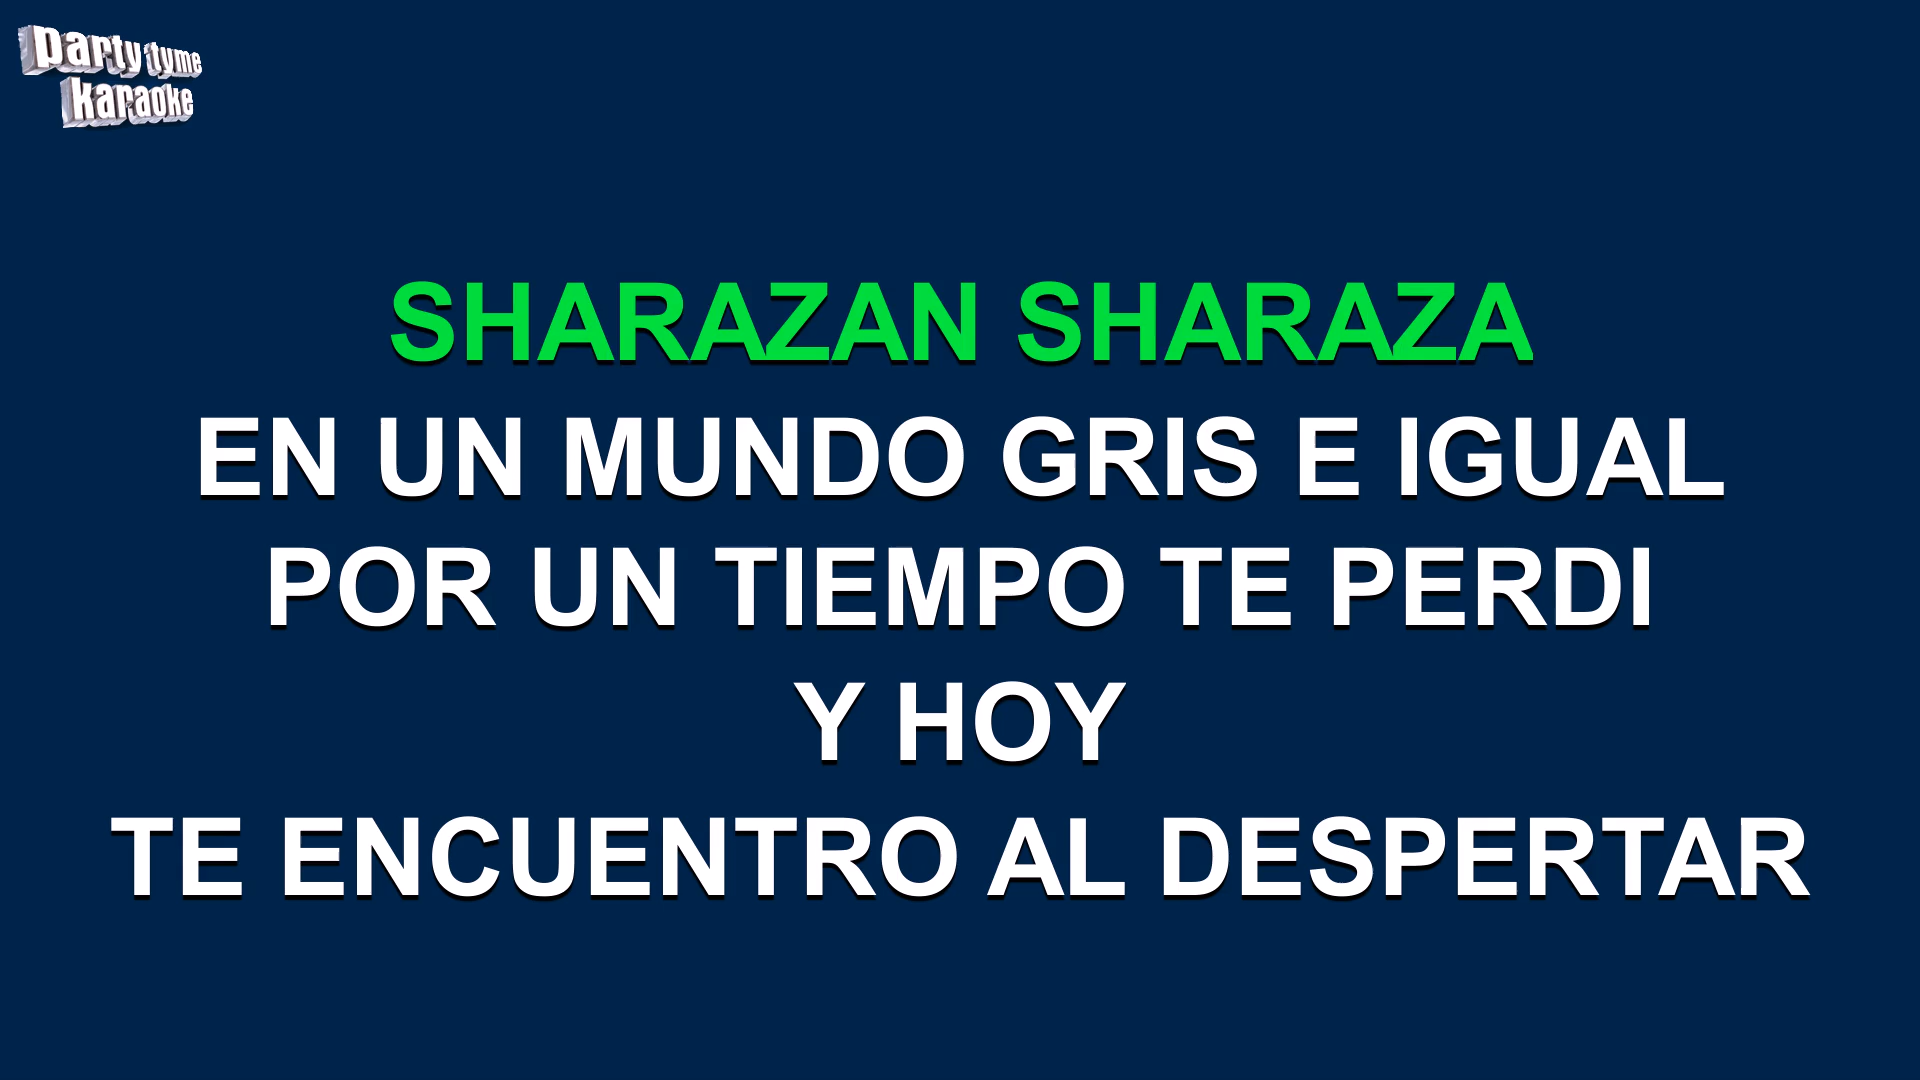 party tyme
karaoke
SHARAZAN SHARAZA
EN UN MUNDO GRIS E IGUAL
POR UN TIEMPO TE PERDI
Y HOY
TE ENCUENTRO AL DESPERTAR